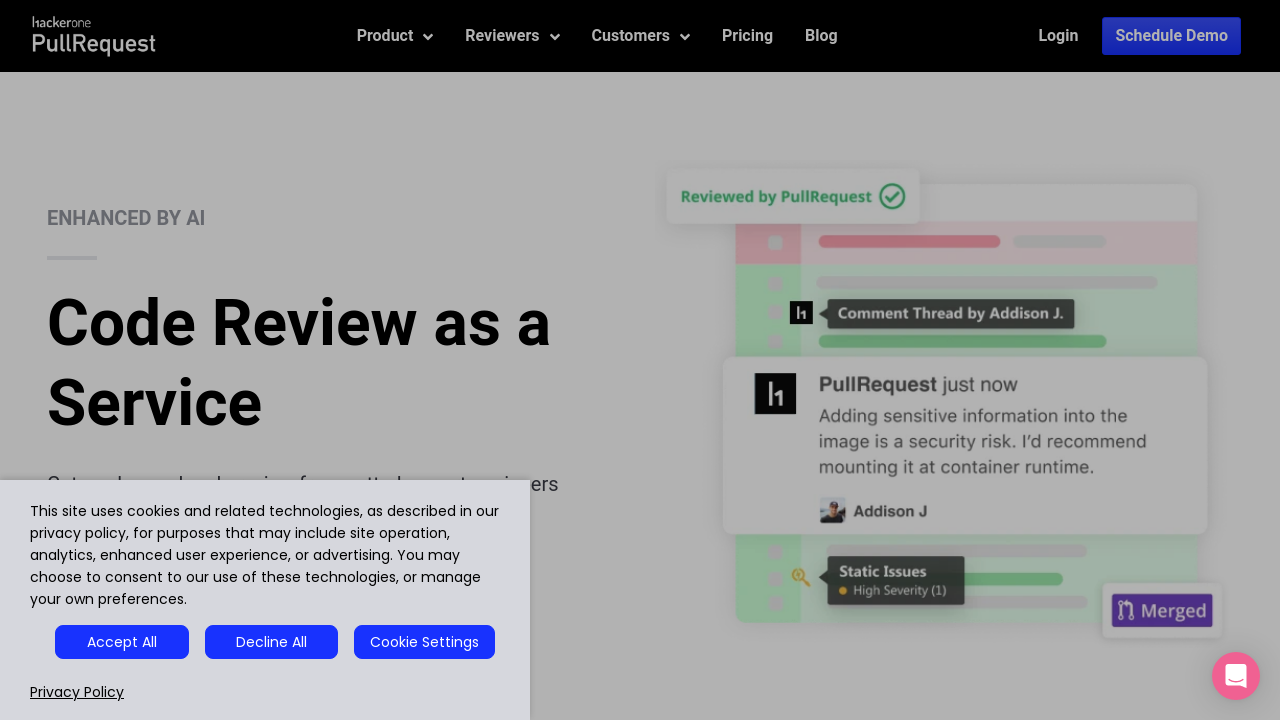 hackerone
PullRequest
Product
Reviewers
Customers
Pricing
Blog
Login
Schedule Demo
ENHANCED BY AI
Code Review as a
Service
Reviewed by PullRequest
Comment Thread by Addison J.
PullRequest just now
Adding sensitive information into the
image is a security risk. I'd recommend
mounting it at container runtime.
Addison J
Static Issues
High Severity (1)
Merged
This site uses cookies and related technologies, as described in our
privacy policy, for purposes that may include site operation,
analytics, enhanced user experience, or advertising. You may
choose to consent to our use of these technologies, or manage
your own preferences.
Accept All
Decline All
Cookie Settings
Privacy Policy